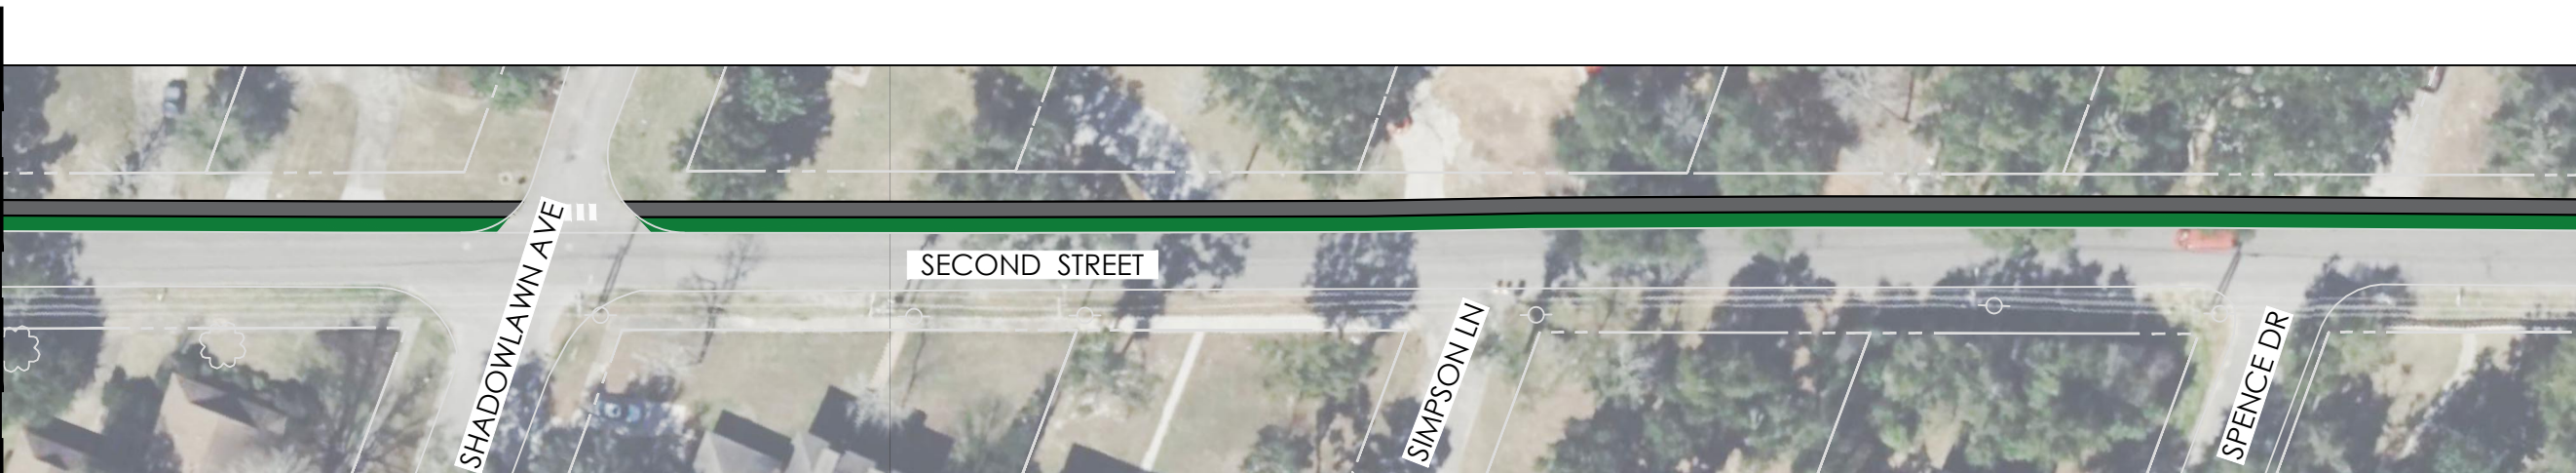 SHADOWLAWN AVE
SECOND STREET
SIMPSON LN
SPENCE DR